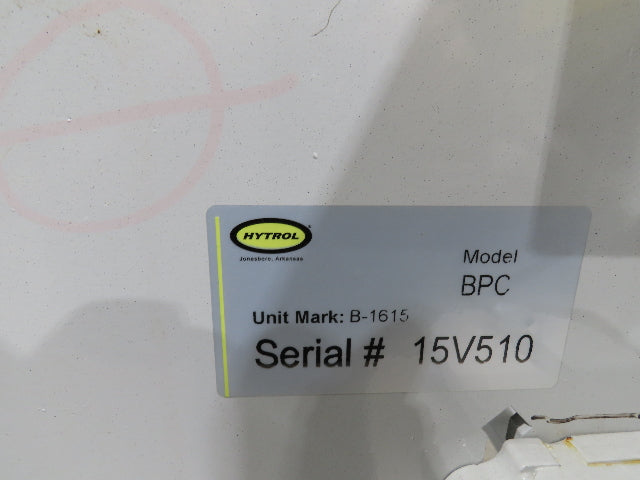 HYTROL
Jonesboro, Arkansas
Model
BPC
Unit Mark: B-1615
Serial # 15V510